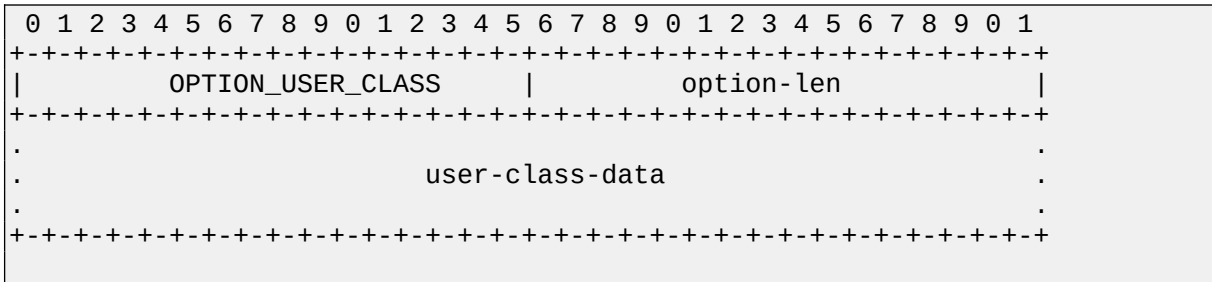 0 1 2 3 4 5 6 7 8 9 0 1 2 3 4 5 6 7 8 9 0 1 2 3 4 5 6 7 8 9 0 1
+-+-+-+-+-+-+-+-+-+-+-+-+-+-+-+-+-+-+-+-+-+-+-+-+-+-+-+-+-+-+-+-+
|         OPTION_USER_CLASS     |         option-len            |
+-+-+-+-+-+-+-+-+-+-+-+-+-+-+-+-+-+-+-+-+-+-+-+-+-+-+-+-+-+-+-+-+
.                                                               .
.                         user-class-data                       .
.                                                               .
+-+-+-+-+-+-+-+-+-+-+-+-+-+-+-+-+-+-+-+-+-+-+-+-+-+-+-+-+-+-+-+-+